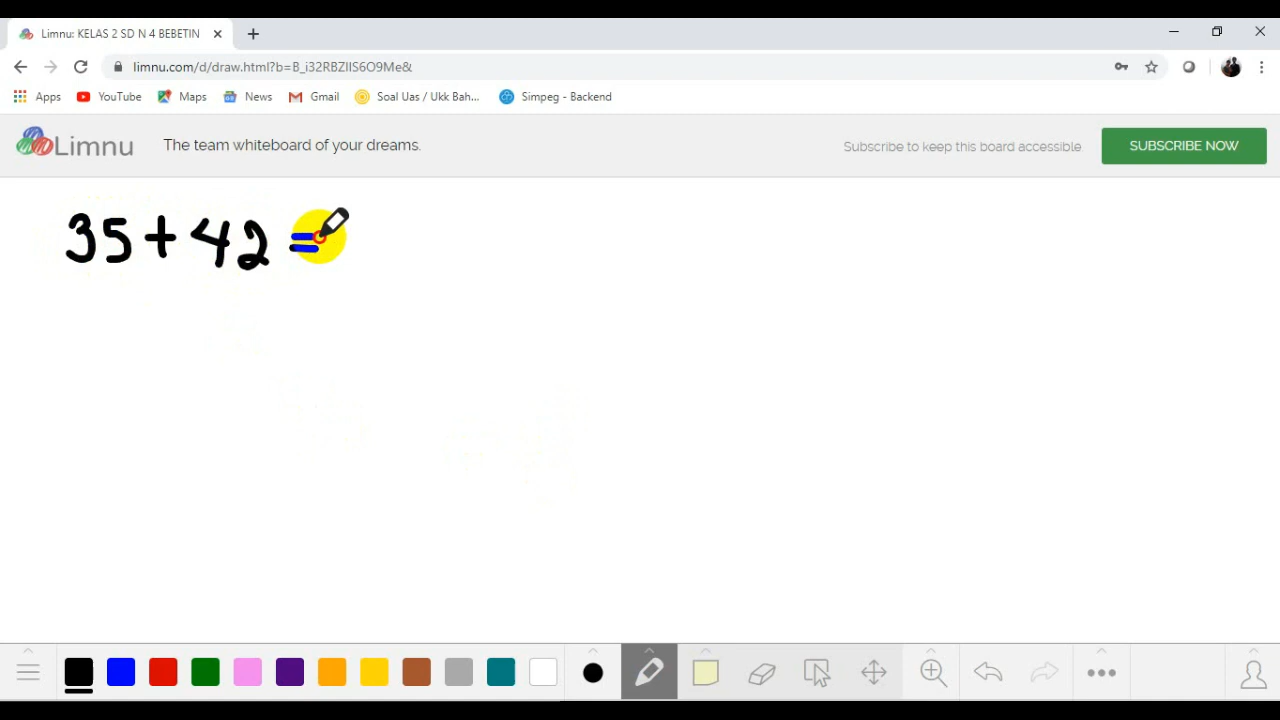 Limnu: KELAS 2 SD N 4 BEBETIN
limnu.com/d/draw.html?b=B_i32RBZIIS6O9Me&
Apps YouTube Maps News Gmail Soal Uas / Ukk Bah... Simpeg - Backend
Limnu The team whiteboard of your dreams. Subscribe to keep this board accessible SUBSCRIBE NOW
35+42=